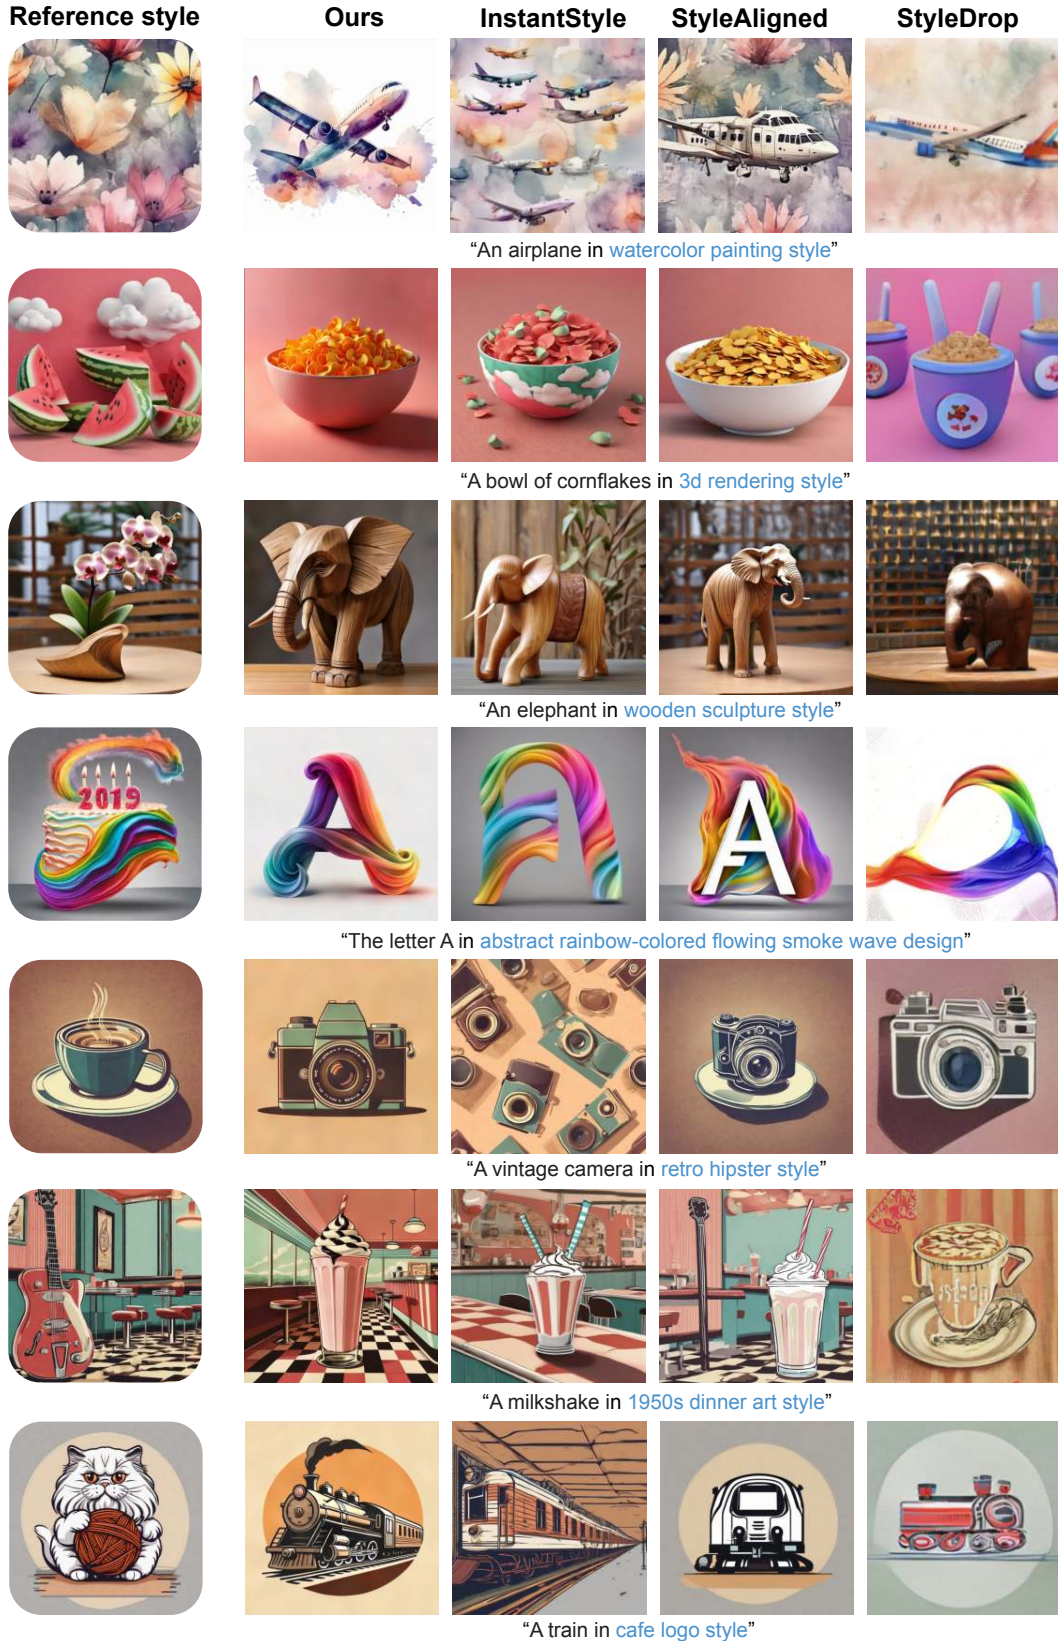 Reference style Ours InstantStyle StyleAligned StyleDrop
“An airplane in watercolor painting style”
“A bowl of cornflakes in 3d rendering style”
“An elephant in wooden sculpture style”
2019
A
“The letter A in abstract rainbow-colored flowing smoke wave design”
“A vintage camera in retro hipster style”
“A milkshake in 1950s dinner art style”
“A train in cafe logo style”